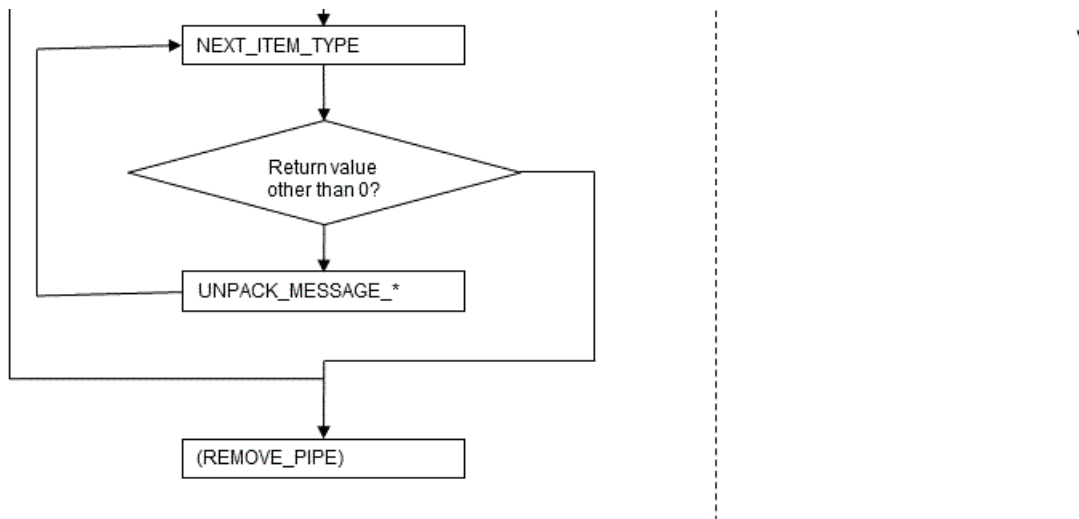 NEXT_ITEM_TYPE
Return value
other than 0?
UNPACK_MESSAGE_*
(REMOVE_PIPE)